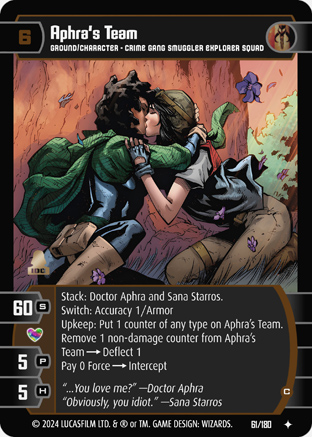 6
Aphra's Team
GROUND/CHARACTER - CRIME GANG SMUGGLER EXPLORER SQUAD
IDC
60 S
5 P
5 H
Stack: Doctor Aphra and Sana Starros.
Switch: Accuracy 1/Armor
Upkeep: Put 1 counter of any type on Aphra's Team.
Remove 1 non-damage counter from Aphra's
Team → Deflect 1
Pay 0 Force → Intercept
"...You love me?" —Doctor Aphra
"Obviously, you idiot." —Sana Starros
C
© 2024 LUCASFILM LTD. & ® or TM. GAME DESIGN: WIZARDS.
61/180